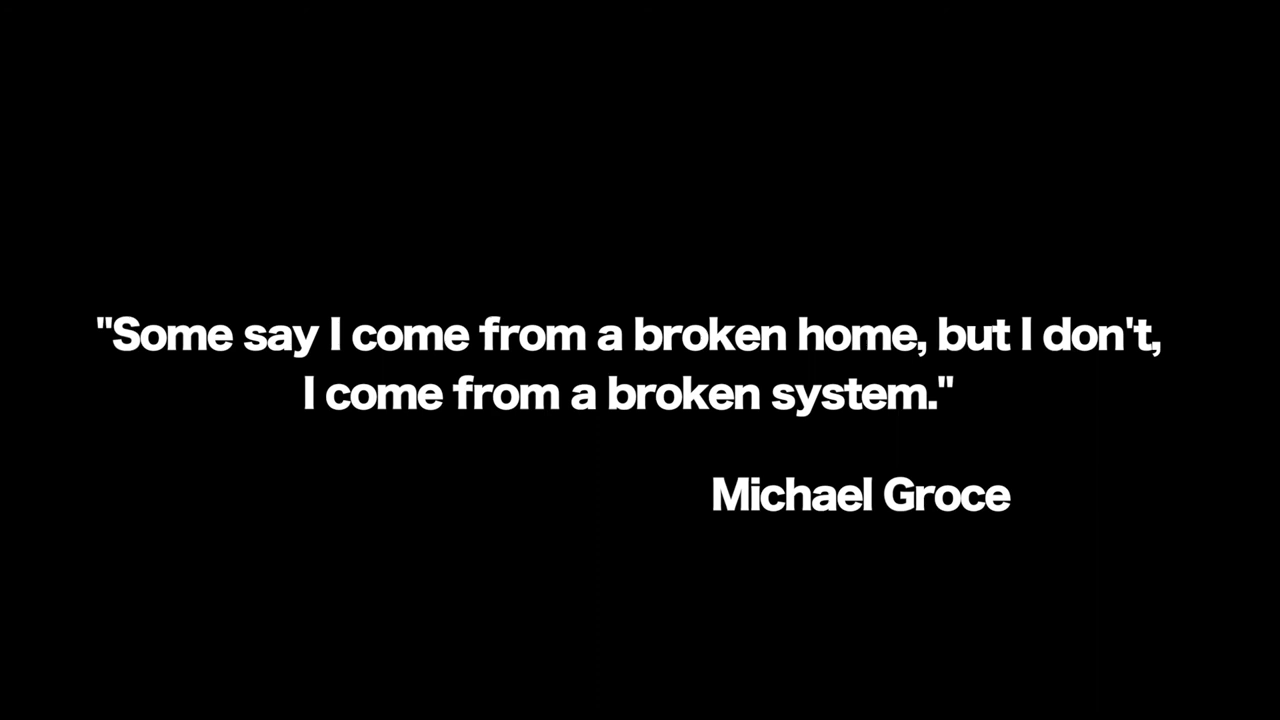 "Some say I come from a broken home, but I don't,
I come from a broken system."
Michael Groce